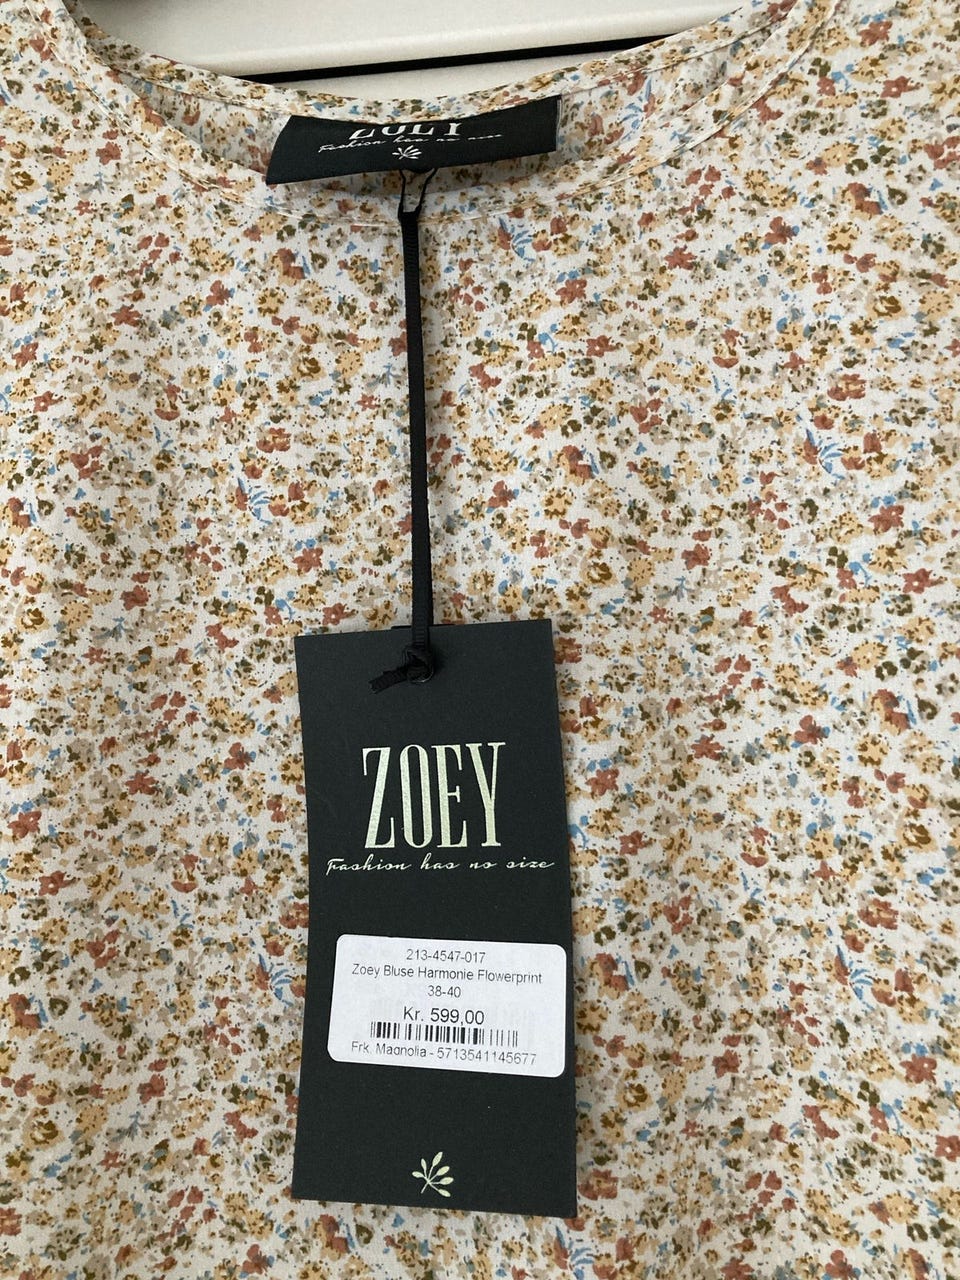 ZOEY
Fashion has no size
ZOEY
Fashion has no size
213-4547-017
Zoey Bluse Harmonie Flowerprint
38-40
Kr. 599,00
Frk. Magnolia - 5713541145677